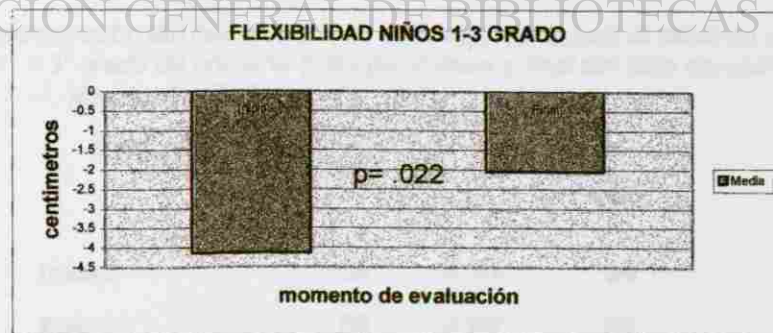 CIÓN GENERAL DE BIBLIOTECAS
FLEXIBILIDAD NIÑOS 1-3 GRADO
0
-0.5
-1
-1.5
-2
-2.5
-3
-3.5
-4
-4.5
centimetros
p= .022
Media
momento de evaluación